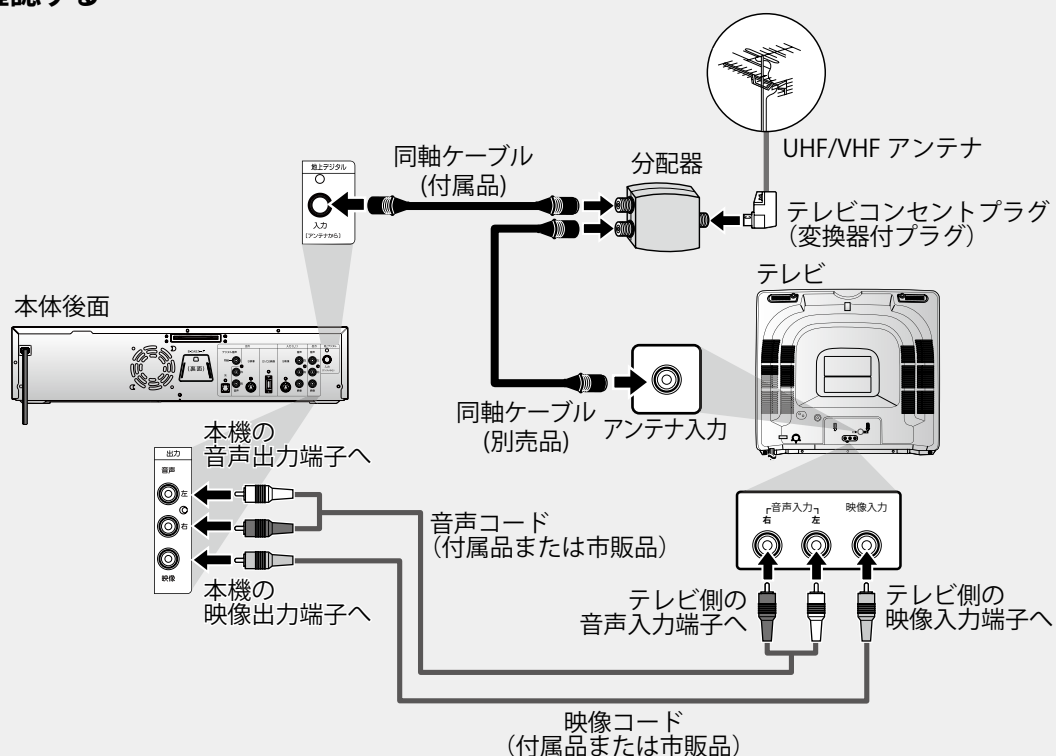 確認する
UHF/VHF アンテナ
地上デジタル
入力
(アンテナから)
同軸ケーブル
(付属品)
分配器
テレビコンセントプラグ
(変換器付プラグ)
テレビ
本体後面
(裏面)
同軸ケーブル
(別売品)
アンテナ入力
本機の
音声出力端子へ
出力
音声
左
右
映像
音声コード
(付属品または市販品)
本機の
映像出力端子へ
音声入力
右 左
映像入力
テレビ側の
音声入力端子へ
テレビ側の
映像入力端子へ
映像コード
(付属品または市販品)